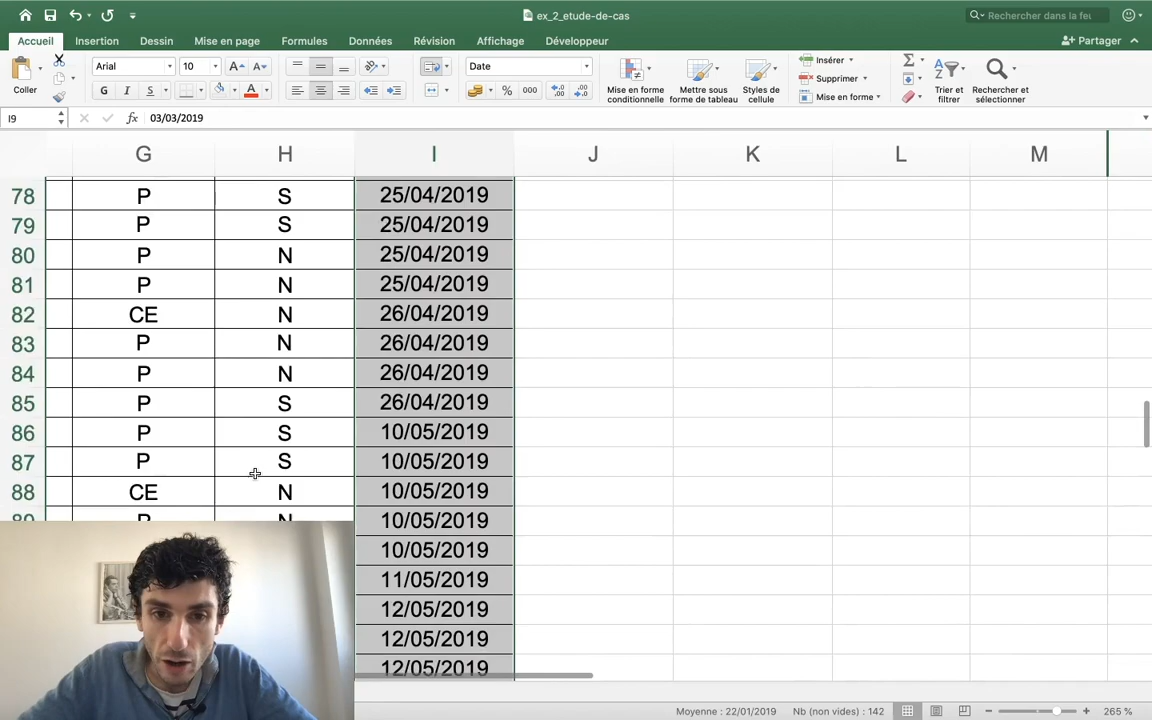 ex_2_etude-de-cas
Rechercher dans la feu
Accueil Insertion Dessin Mise en page Formules Données Révision Affichage Développeur
Partager
Coller
Arial 10
G I S
Date
% 000
Mise en forme conditionnelle
Mettre sous forme de tableau
Styles de cellule
Insérer
Supprimer
Mise en forme
Trier et filtrer
Rechercher et sélectionner
I9 fx 03/03/2019
G H I J K L M
78 P S 25/04/2019
79 P S 25/04/2019
80 P N 25/04/2019
81 P N 25/04/2019
82 CE N 26/04/2019
83 P N 26/04/2019
84 P N 26/04/2019
85 P S 26/04/2019
86 P S 10/05/2019
87 P S 10/05/2019
88 CE N 10/05/2019
89 P N 10/05/2019
10/05/2019
11/05/2019
12/05/2019
12/05/2019
12/05/2019
Moyenne : 22/01/2019 Nb (non vides) : 142 265 %